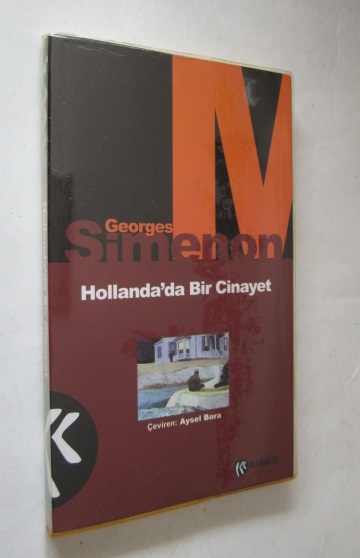 M
Georges
Simenon
Hollanda'da Bir Cinayet
Çeviren: Aysel Bora